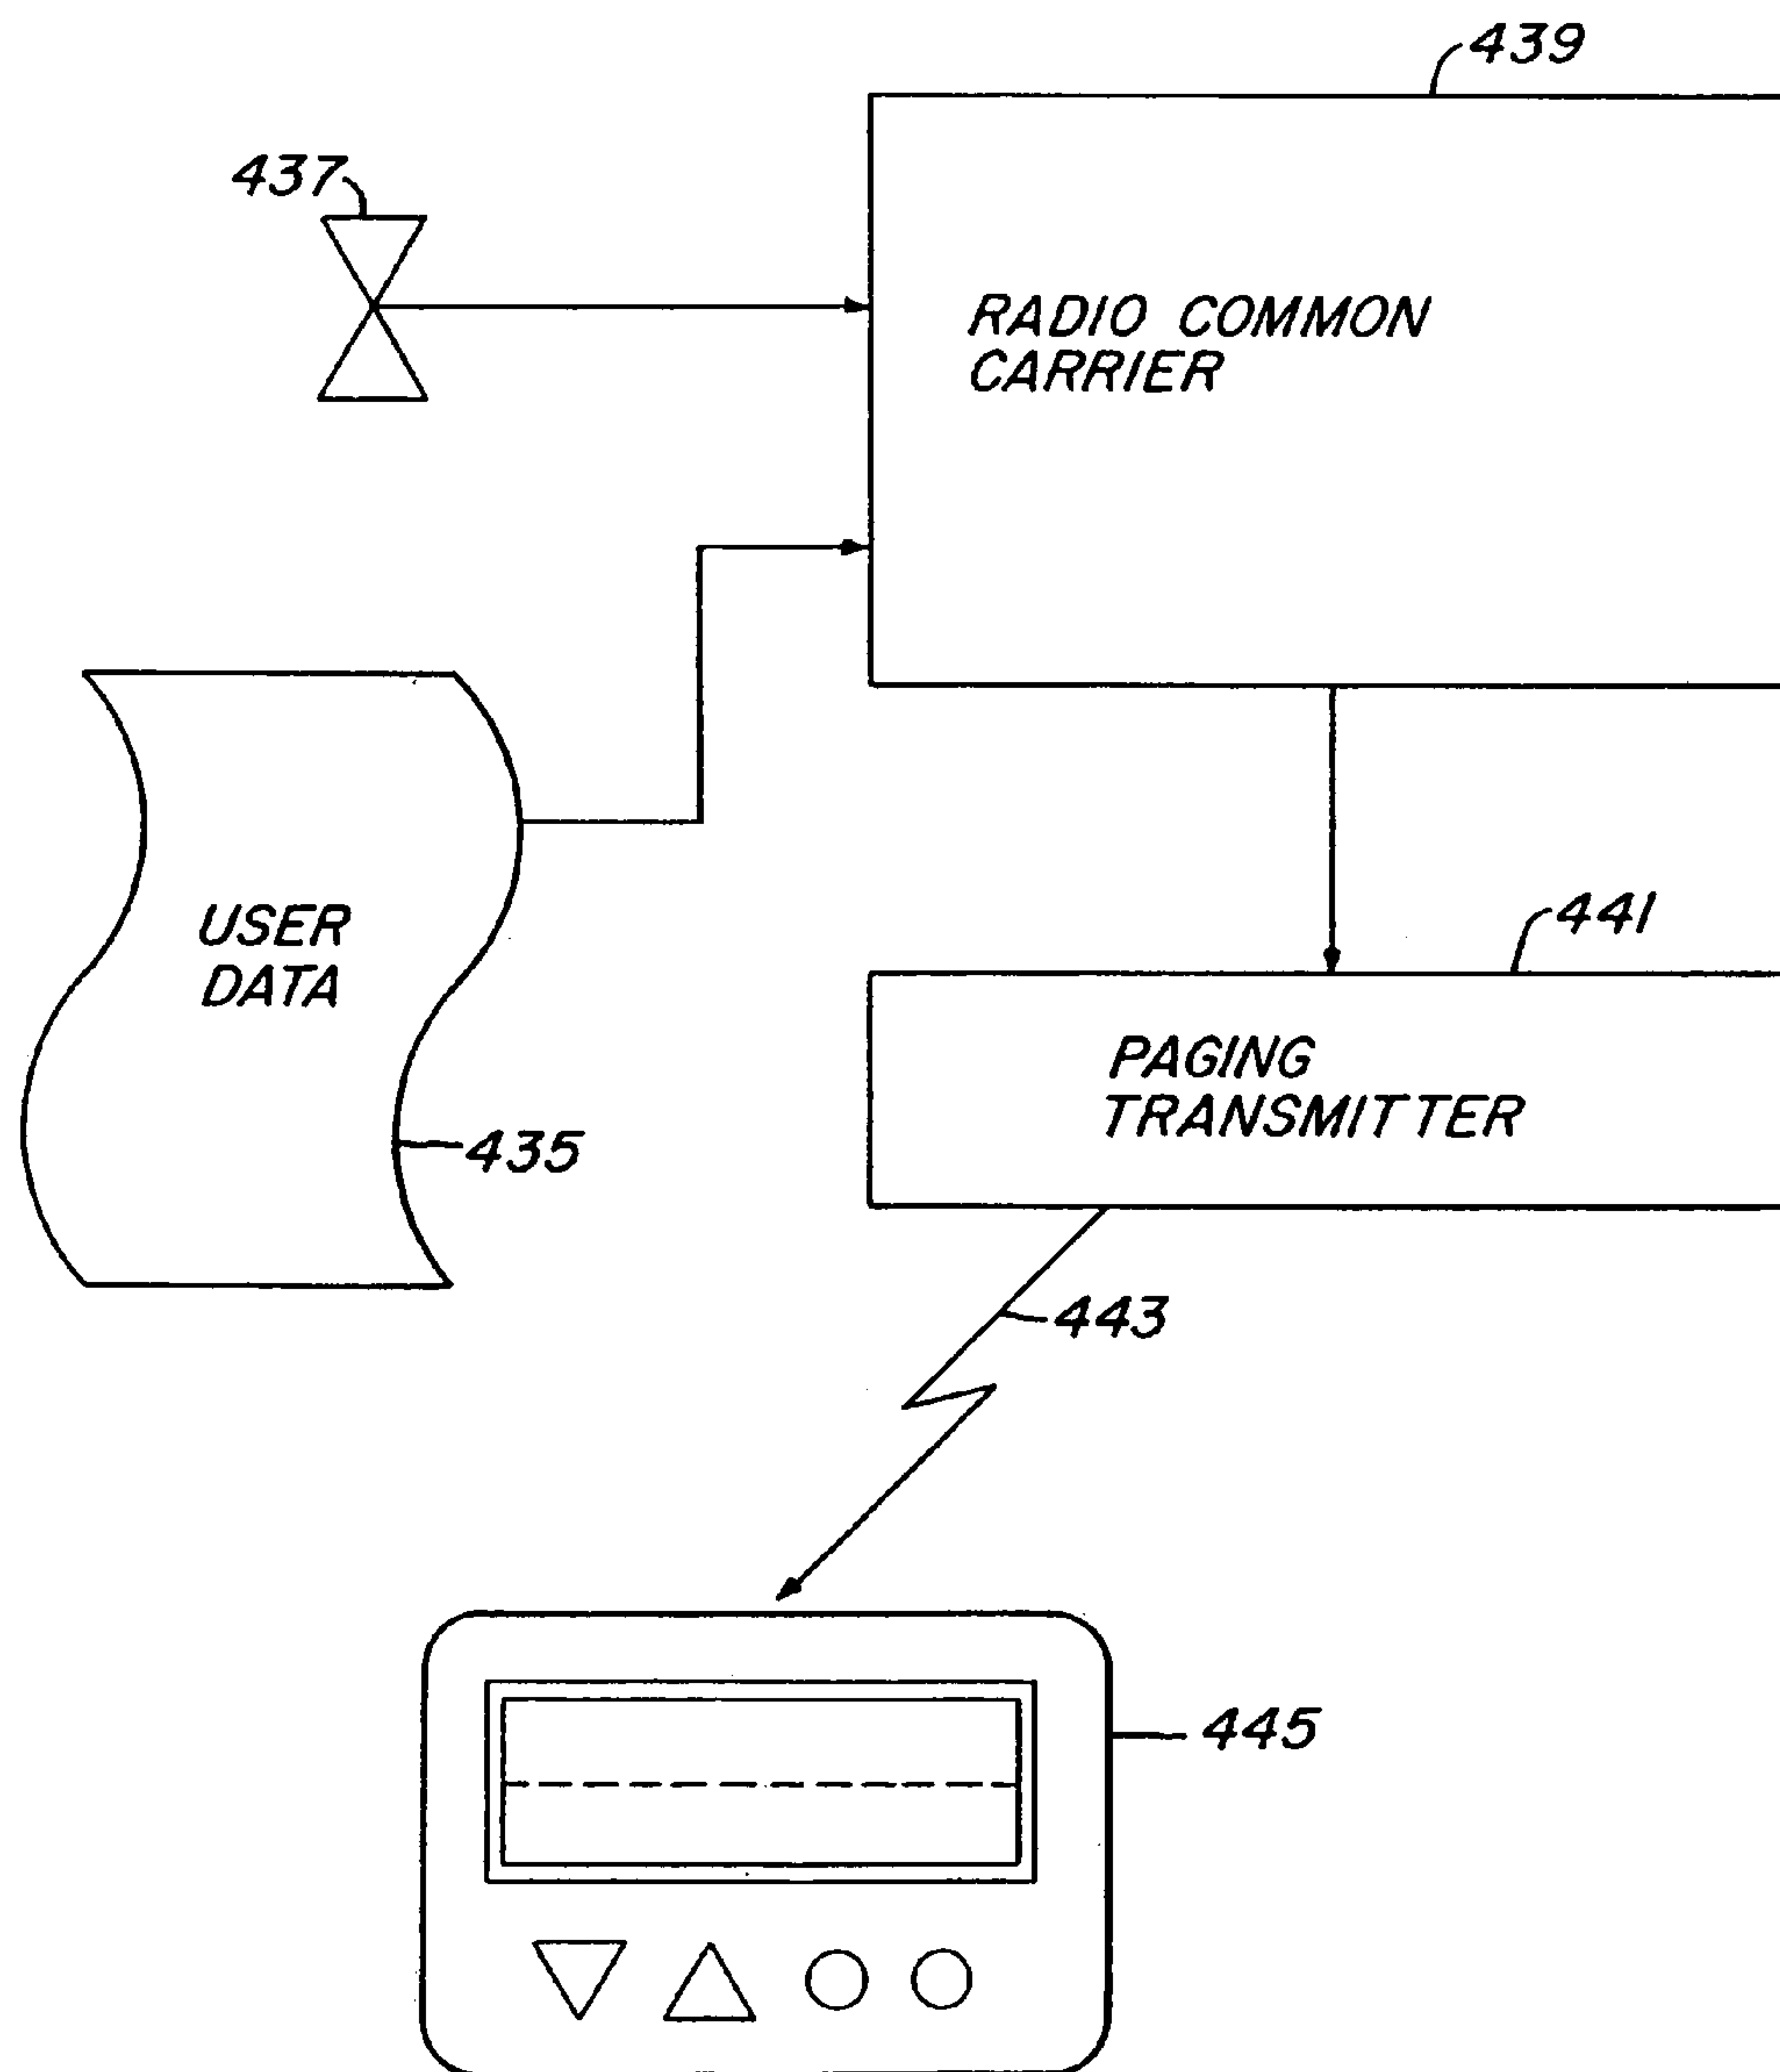 439
437
RADIO COMMON
CARRIER
441
USER
DATA
PAGING
TRANSMITTER
435
443
445